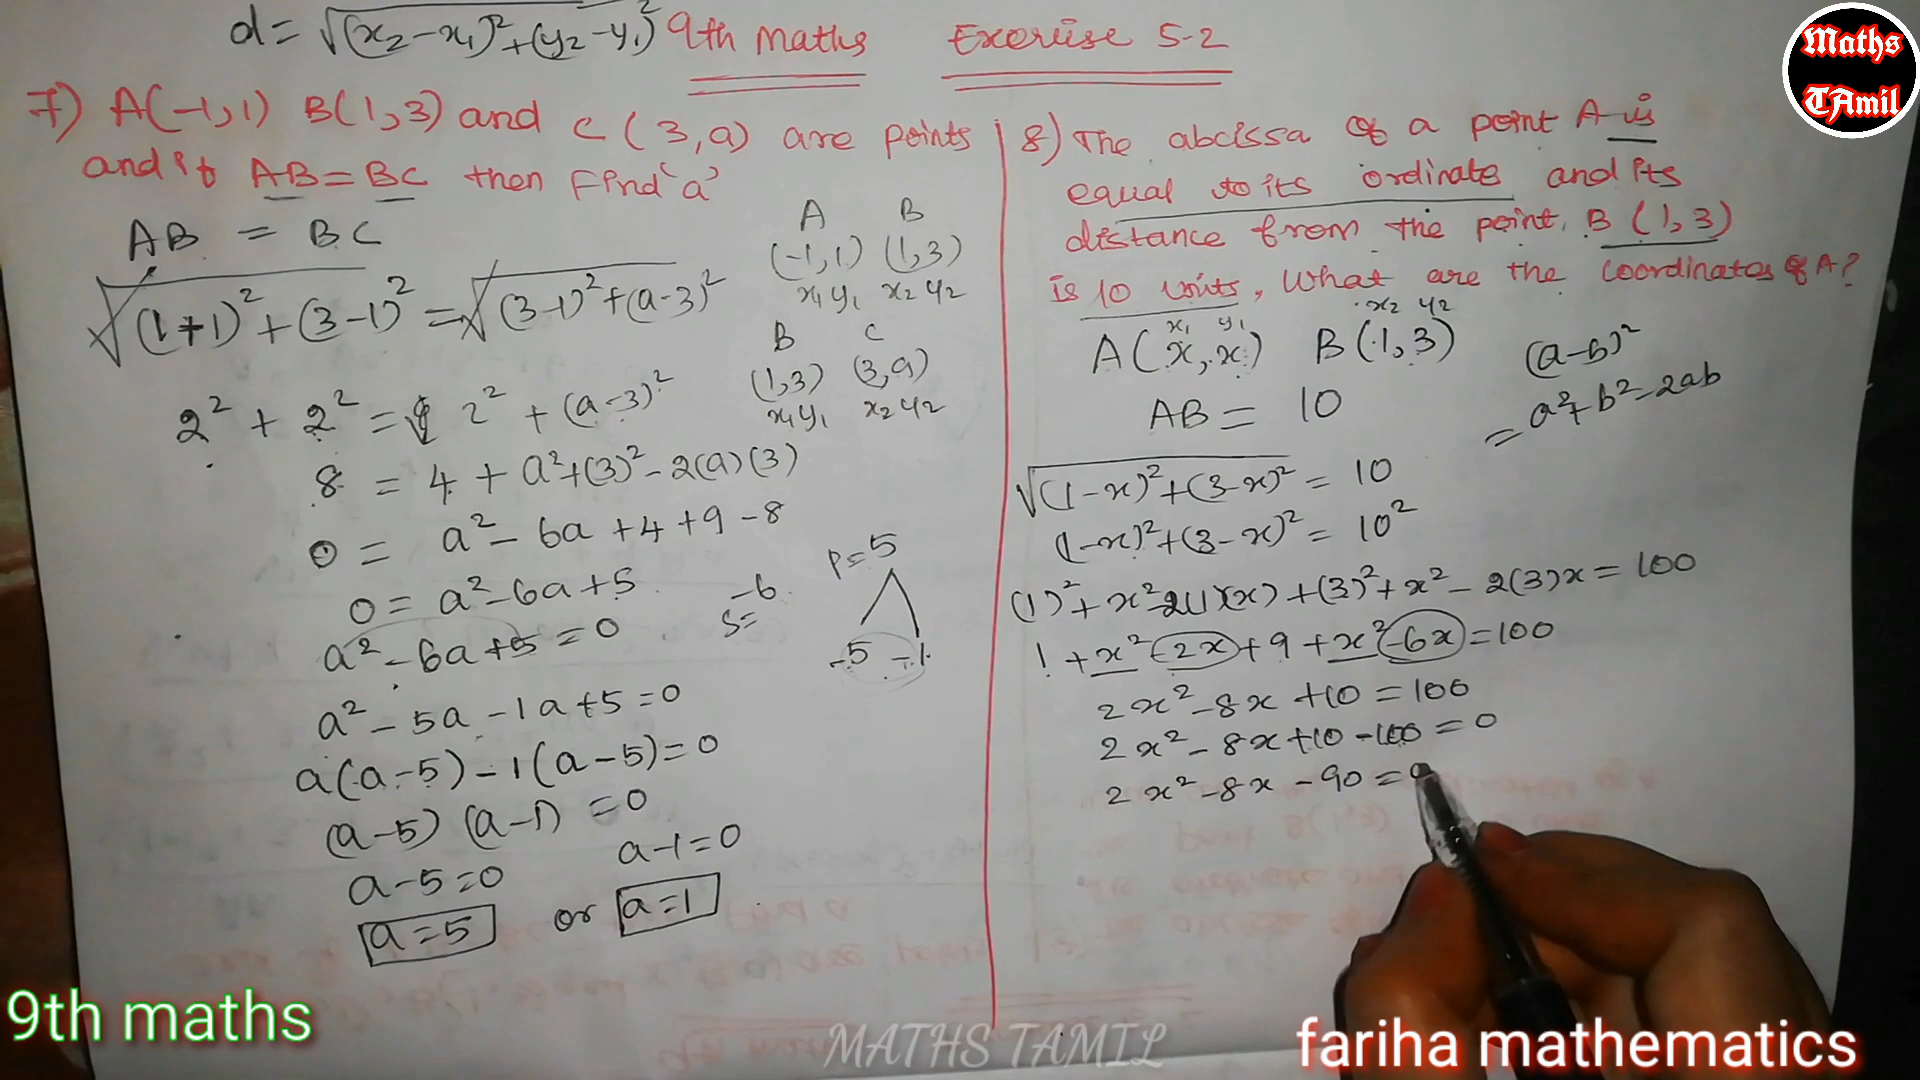 d = √(x₂-x₁)²+(y₂-y₁)² 9th Maths Exercise 5-2
Maths
TAmil
7) A(-1,1) B(1,3) and C (3,a) are points
and if AB=BC then Find 'a'
AB = BC
A B
(-1,1) (1,3)
x₁ y₁ x₂ y₂
√(1+1)²+(3-1)² = √(3-1)²+(a-3)²
B C
(1,3) (3,a)
x₁y₁ x₂y₂
2² + 2² = 2² + (a-3)²
8 = 4 + a²+(3)²-2(a)(3)
0 = a²-6a+4+9-8
0 = a²-6a+5
P=5
-6
S=
-5 -1
a²-6a+5=0
a²-5a-1a+5=0
a(a-5)-1(a-5)=0
(a-5) (a-1) =0
a-5=0 a-1=0
a=5 or a=1
8) The abcissa of a point A is
equal to its ordinate and its
distance from the point, B (1,3)
is 10 units, What are the coordinates of A?
x₁ y₁ x₂ y₂
A(x,x) B(1,3)
(a-b)²
= a²+b²-2ab
AB = 10
√(1-x)²+(3-x)² = 10
(1-x)²+(3-x)² = 10²
(1)²+x²-2(1)(x)+(3)²+x²-2(3)x=100
1+x²-2x+9+x²-6x=100
2x²-8x+10=100
2x²-8x+10-100=0
2x²-8x-90=0
9th maths
MATHS TAMIL
fariha mathematics